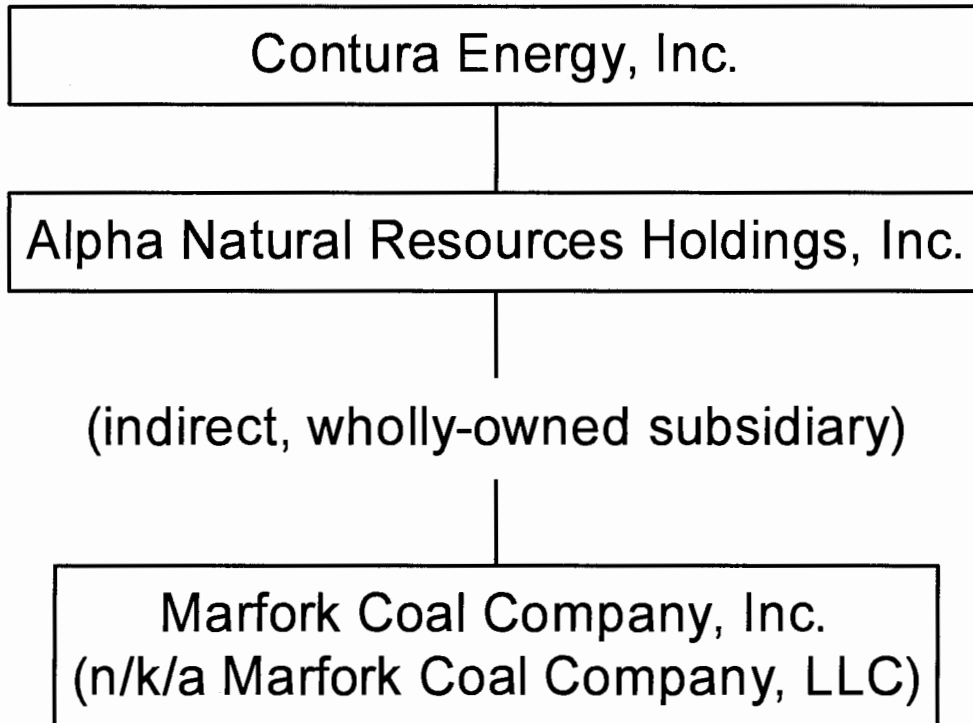 Contura Energy, Inc.
Alpha Natural Resources Holdings, Inc.
(indirect, wholly-owned subsidiary)
Marfork Coal Company, Inc.
(n/k/a Marfork Coal Company, LLC)